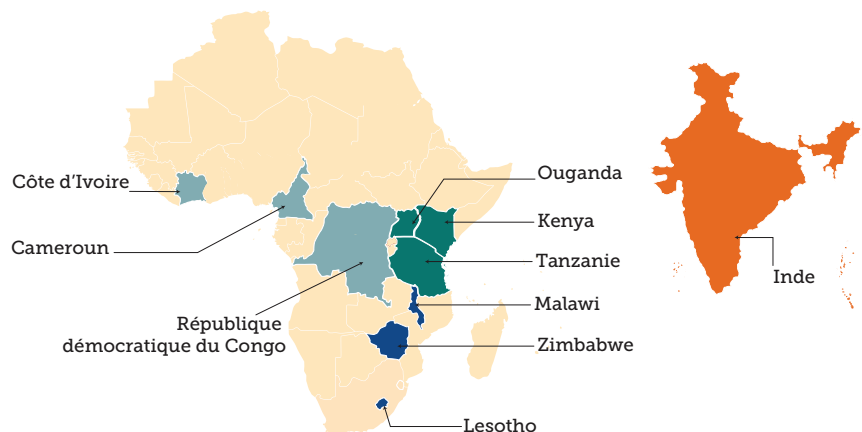 Côte d'Ivoire
Cameroun
République
démocratique du Congo
Ouganda
Kenya
Tanzanie
Malawi
Zimbabwe
Lesotho
Inde